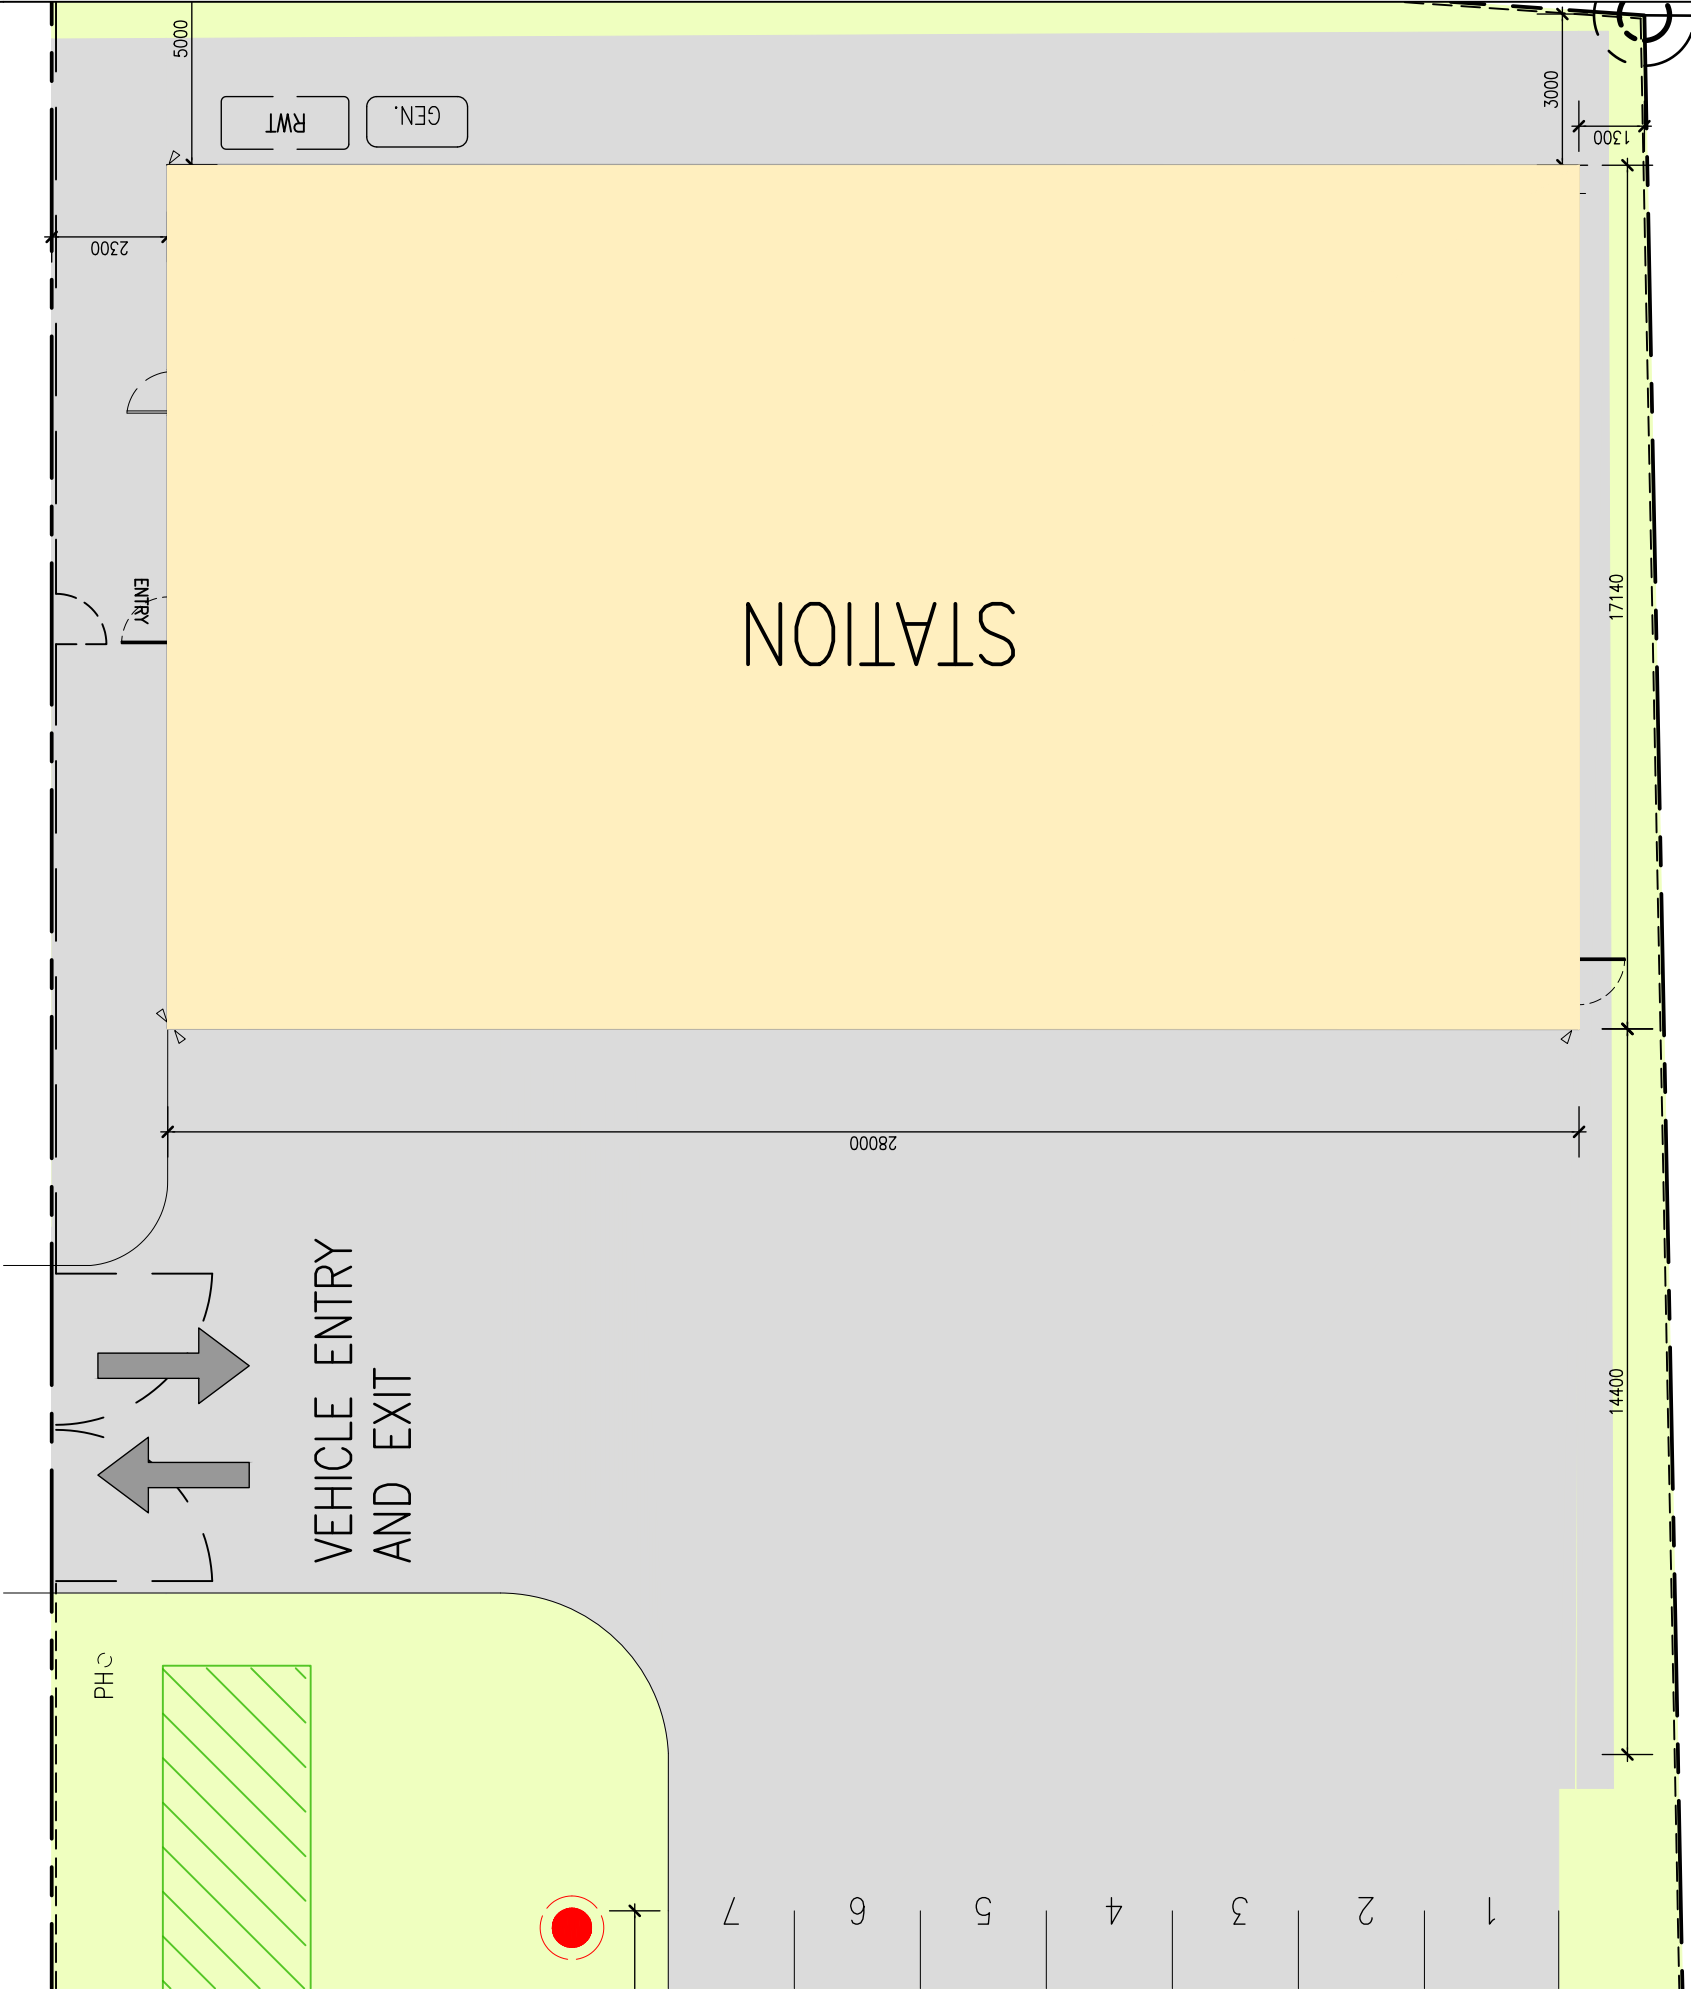 5000
3000
1300
RWT
GEN.
2300
ENTRY
STATION
17140
28000
VEHICLE ENTRY
AND EXIT
14400
PH
7 6 5 4 3 2 1